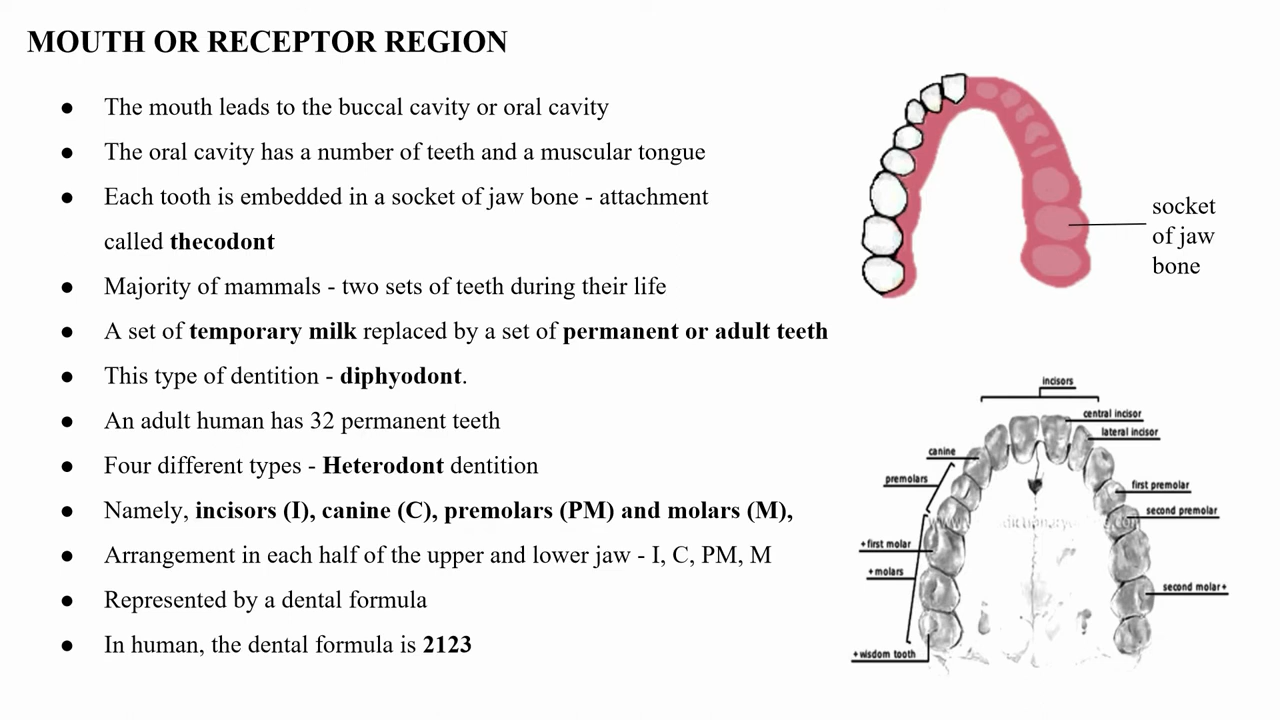 MOUTH OR RECEPTOR REGION
● The mouth leads to the buccal cavity or oral cavity
● The oral cavity has a number of teeth and a muscular tongue
● Each tooth is embedded in a socket of jaw bone - attachment
called thecodont
● Majority of mammals - two sets of teeth during their life
● A set of temporary milk replaced by a set of permanent or adult teeth
● This type of dentition - diphyodont.
● An adult human has 32 permanent teeth
● Four different types - Heterodont dentition
● Namely, incisors (I), canine (C), premolars (PM) and molars (M),
● Arrangement in each half of the upper and lower jaw - I, C, PM, M
● Represented by a dental formula
● In human, the dental formula is 2123
socket
of jaw
bone
incisors
central incisor
lateral incisor
canine
premolars
first premolar
second premolar
+first molar
+molars
second molar+
+wisdom tooth